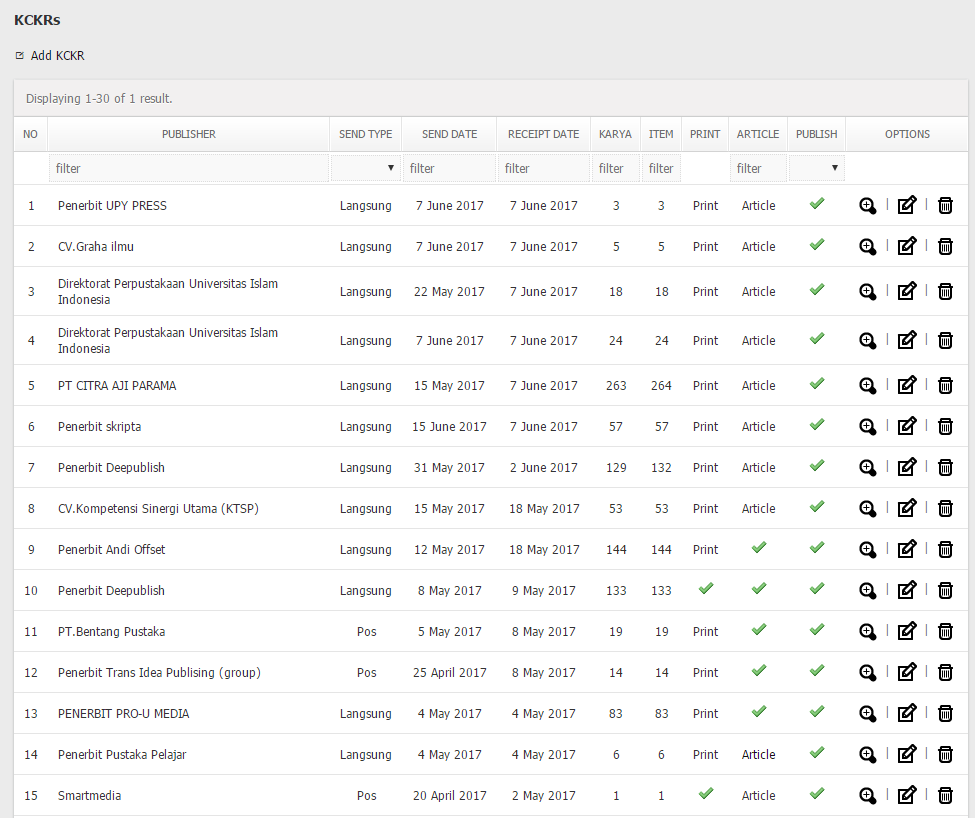 KCKRs
Add KCKR
Displaying 1-30 of 1 result.
NO PUBLISHER SEND TYPE SEND DATE RECEIPT DATE KARYA ITEM PRINT ARTICLE PUBLISH OPTIONS
filter filter filter filter filter filter
1 Penerbit UPY PRESS Langsung 7 June 2017 7 June 2017 3 3 Print Article
2 CV.Graha ilmu Langsung 7 June 2017 7 June 2017 5 5 Print Article
3 Direktorat Perpustakaan Universitas Islam Indonesia Langsung 22 May 2017 7 June 2017 18 18 Print Article
4 Direktorat Perpustakaan Universitas Islam Indonesia Langsung 7 June 2017 7 June 2017 24 24 Print Article
5 PT CITRA AJI PARAMA Langsung 15 May 2017 7 June 2017 263 264 Print Article
6 Penerbit skripta Langsung 15 June 2017 7 June 2017 57 57 Print Article
7 Penerbit Deepublish Langsung 31 May 2017 2 June 2017 129 132 Print Article
8 CV.Kompetensi Sinergi Utama (KTSP) Langsung 15 May 2017 18 May 2017 53 53 Print Article
9 Penerbit Andi Offset Langsung 12 May 2017 18 May 2017 144 144 Print
10 Penerbit Deepublish Langsung 8 May 2017 9 May 2017 133 133
11 PT.Bentang Pustaka Pos 5 May 2017 8 May 2017 19 19 Print
12 Penerbit Trans Idea Publising (group) Pos 25 April 2017 8 May 2017 14 14 Print
13 PENERBIT PRO-U MEDIA Langsung 4 May 2017 4 May 2017 83 83 Print
14 Penerbit Pustaka Pelajar Langsung 4 May 2017 4 May 2017 6 6 Print Article
15 Smartmedia Pos 20 April 2017 2 May 2017 1 1 Article